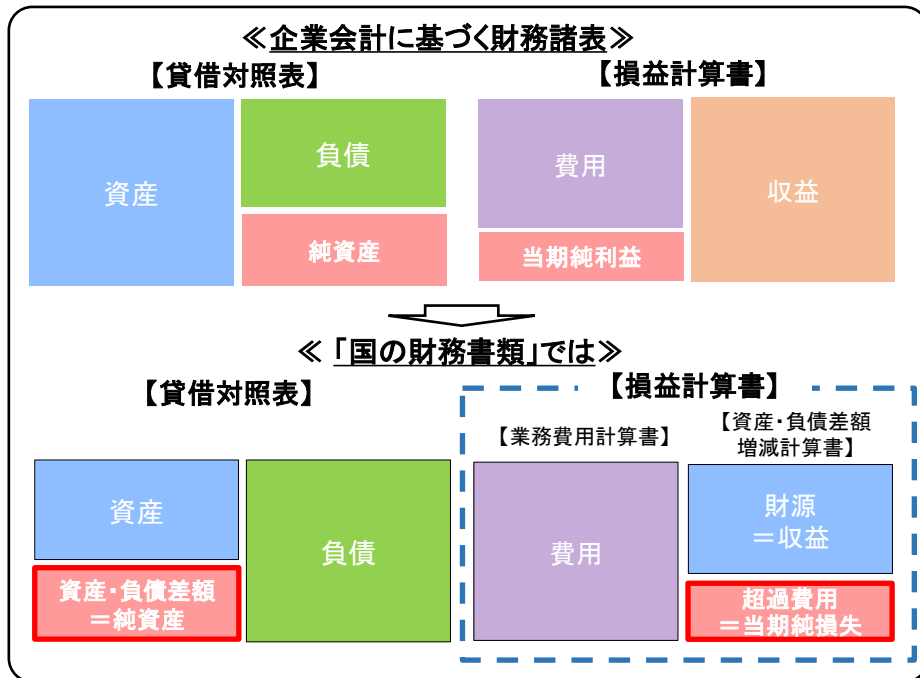 ≪企業会計に基づく財務諸表≫
【貸借対照表】
【損益計算書】
資産
負債
純資産
費用
当期純利益
収益
≪「国の財務書類」では≫
【貸借対照表】
【損益計算書】
【業務費用計算書】
【資産・負債差額
増減計算書】
資産
資産・負債差額
＝純資産
負債
費用
財源
＝収益
超過費用
＝当期純損失